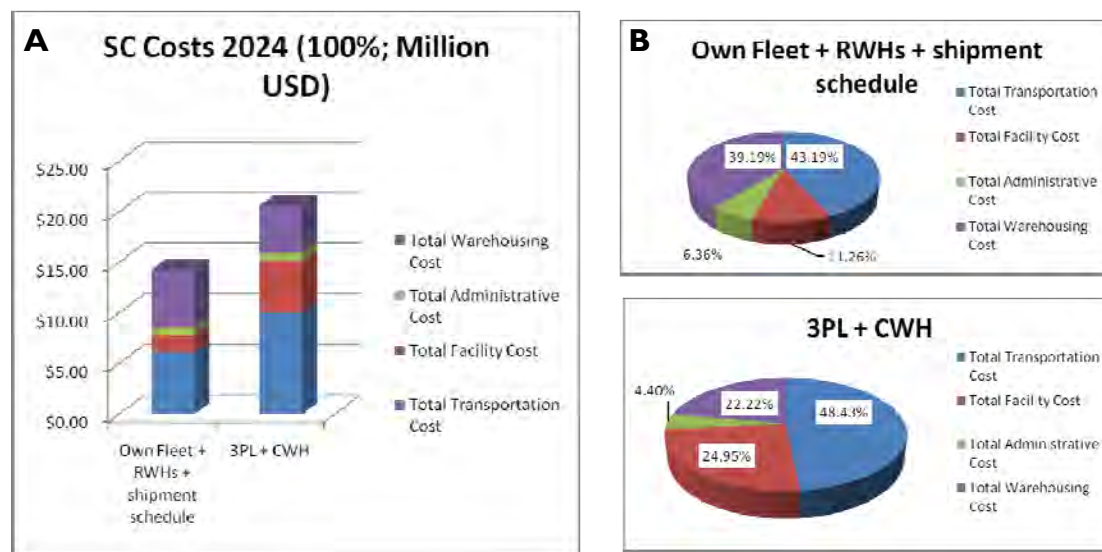 A
SC Costs 2024 (100%; Million
USD)
$25.00
$20.00
$15.00
$10.00
$5.00
$0.00
Own Fleet +
RWHs +
shipment
schedule
3PL + CWH
Total Warehousing
Cost
Total Administrative
Cost
Total Facility Cost
Total Transportation
Cost
B
Own Fleet + RWHs + shipment
schedule
39.19%
43.19%
6.36%
11.26%
Total Transportation
Cost
Total Facility Cost
Total Administrative
Cost
Total Warehousing
Cost
3PL + CWH
4.40%
22.22%
48.43%
24.95%
Total Transportation
Cost
Total Facility Cost
Total Administrative
Cost
Total Warehousing
Cost